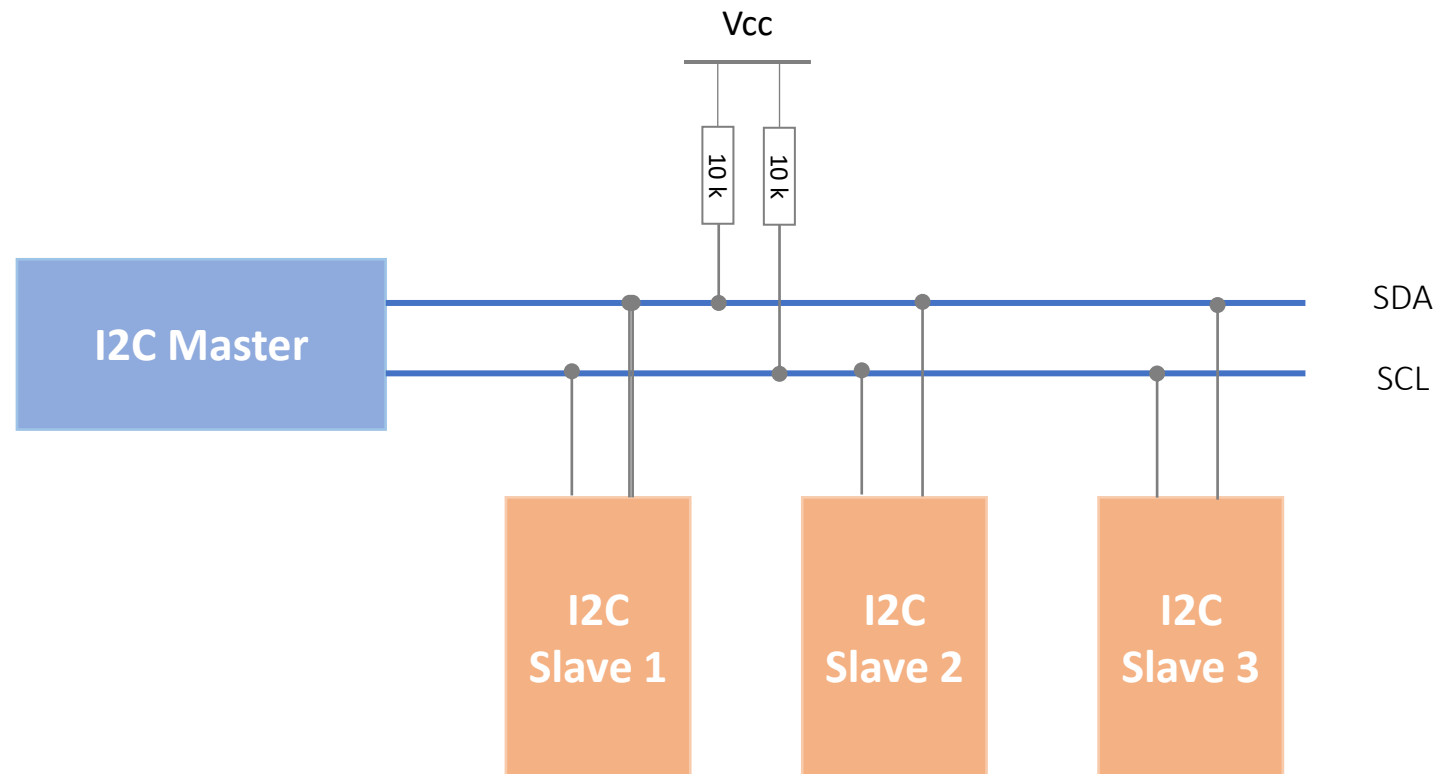 Vcc
10 k
10 k
I2C Master
SDA
SCL
I2C
Slave 1
I2C
Slave 2
I2C
Slave 3